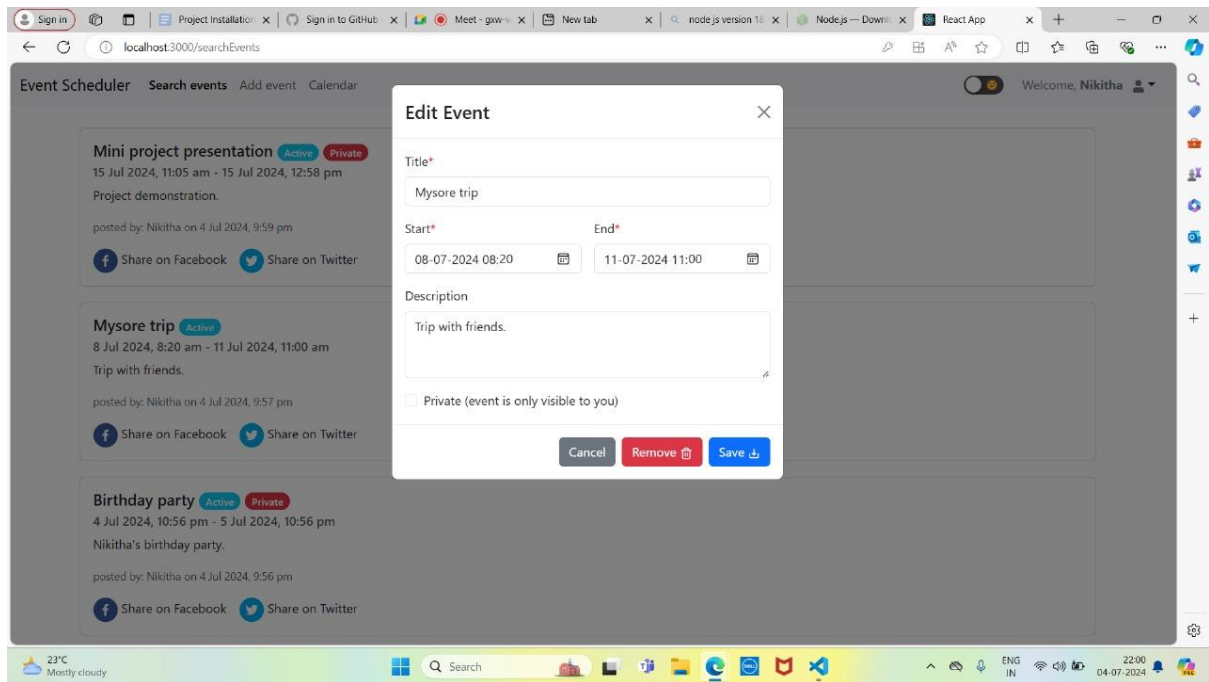 Sign in
Project Installation
Sign in to GitHub
Meet - gxw-v
New tab
node js version 18
Node.js — Downl
React App
localhost:3000/searchEvents
Event Scheduler Search events Add event Calendar
Welcome, Nikitha
Edit Event
Title*
Mysore trip
Start* End*
08-07-2024 08:20 11-07-2024 11:00
Description
Trip with friends.
Private (event is only visible to you)
Cancel Remove Save
Mini project presentation Active Private
15 Jul 2024, 11:05 am - 15 Jul 2024, 12:58 pm
Project demonstration.
posted by: Nikitha on 4 Jul 2024, 9:59 pm
Share on Facebook Share on Twitter
Mysore trip Active
8 Jul 2024, 8:20 am - 11 Jul 2024, 11:00 am
Trip with friends.
posted by: Nikitha on 4 Jul 2024, 9:57 pm
Share on Facebook Share on Twitter
Birthday party Active Private
4 Jul 2024, 10:56 pm - 5 Jul 2024, 10:56 pm
Nikitha's birthday party.
posted by: Nikitha on 4 Jul 2024, 9:56 pm
Share on Facebook Share on Twitter
23°C
Mostly cloudy
Search
ENG
IN
22:00
04-07-2024